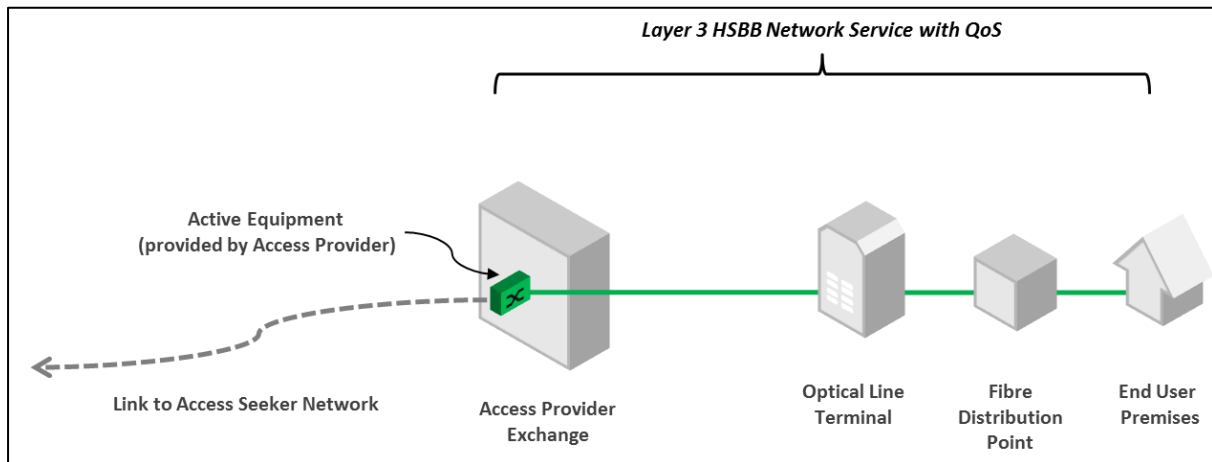 Layer 3 HSBB Network Service with QoS
Active Equipment
(provided by Access Provider)
Link to Access Seeker Network
Access Provider
Exchange
Optical Line
Terminal
Fibre
Distribution
Point
End User
Premises